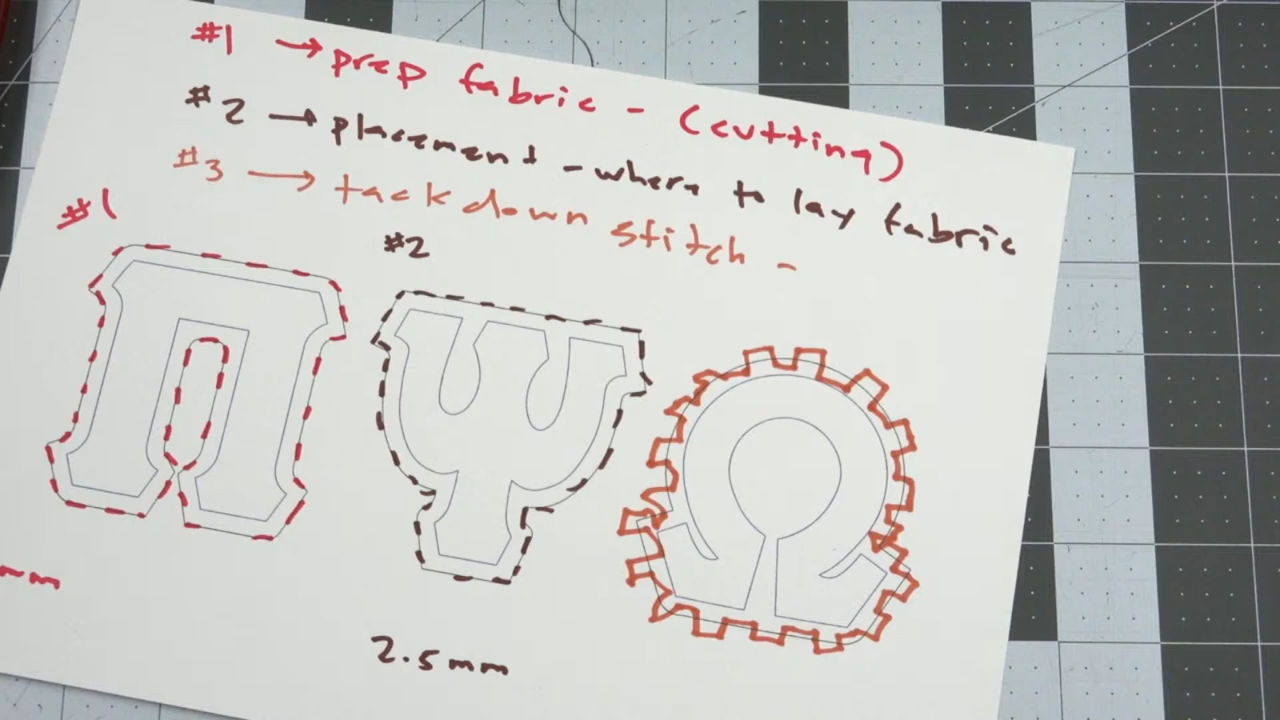 #1 → prep fabric - (cutting)
#2 → placement - where to lay fabric
#3 → tack down stitch -
#1
#2
Π Ψ Ω
mm
2.5mm